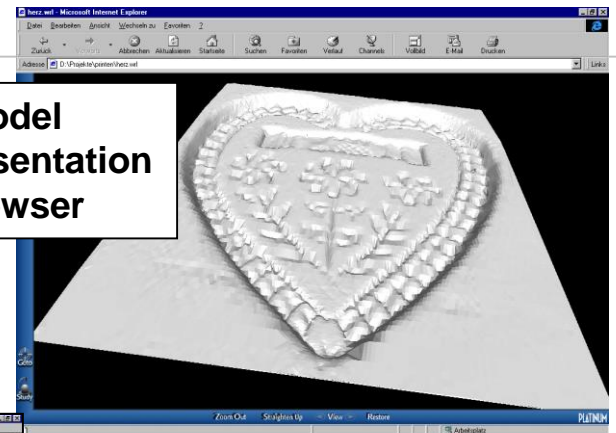 herz.wrl - Microsoft Internet Explorer
Datei Bearbeiten Ansicht Wechseln zu Favoriten ?
Zurück Abbrechen Aktualisieren Startseite Suchen Favoriten Verlauf Channels Vollbild E-Mail Drucken
Adresse D:\Projekte\printen\herz.wrl Links
odel
sentation
wser
Goto
Study
Zoom Out Straighten Up View Restore PLATINUM
Arbeitsplatz